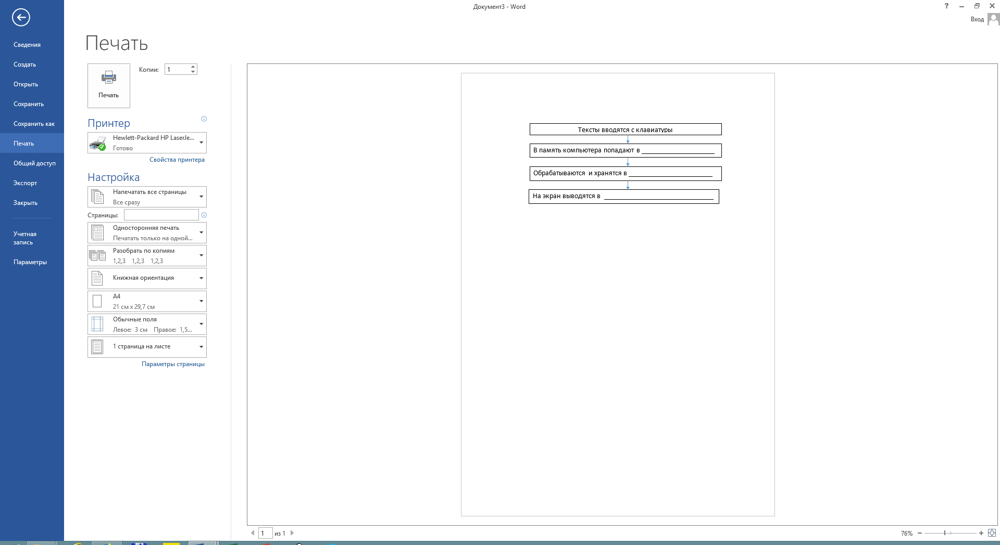 Документ3 - Word
?
Вход
Сведения
Создать
Открыть
Сохранить
Сохранить как
Печать
Общий доступ
Экспорт
Закрыть
Учетная
запись
Параметры
Печать
Печать
Копии: 1
Принтер
Hewlett-Packard HP LaserJe...
Готово
Свойства принтера
Настройка
Напечатать все страницы
Все сразу
Страницы:
Односторонняя печать
Печатать только на одной...
Разобрать по копиям
1,2,3 1,2,3 1,2,3
Книжная ориентация
A4
21 см x 29,7 см
Обычные поля
Левое: 3 см Правое: 1,5...
1 страница на листе
Параметры страницы
Тексты вводятся с клавиатуры
В память компьютера попадают в ____________________
Обрабатываются и хранятся в _______________________
На экран выводятся в ______________________________
1 из 1
76%